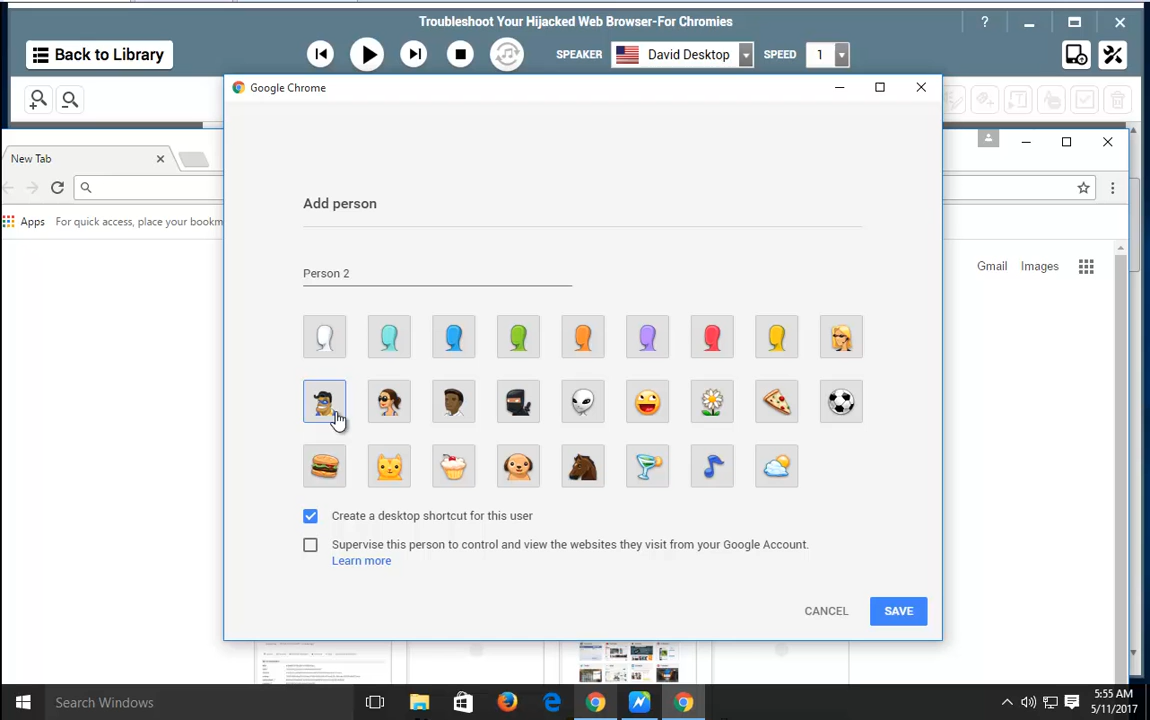 Troubleshoot Your Hijacked Web Browser-For Chromies
?
Back to Library
SPEAKER
David Desktop
SPEED
1
Google Chrome
New Tab
Apps
For quick access, place your bookm
Gmail
Images
Add person
Person 2
Create a desktop shortcut for this user
Supervise this person to control and view the websites they visit from your Google Account.
Learn more
CANCEL
SAVE
Search Windows
5:55 AM
5/11/2017